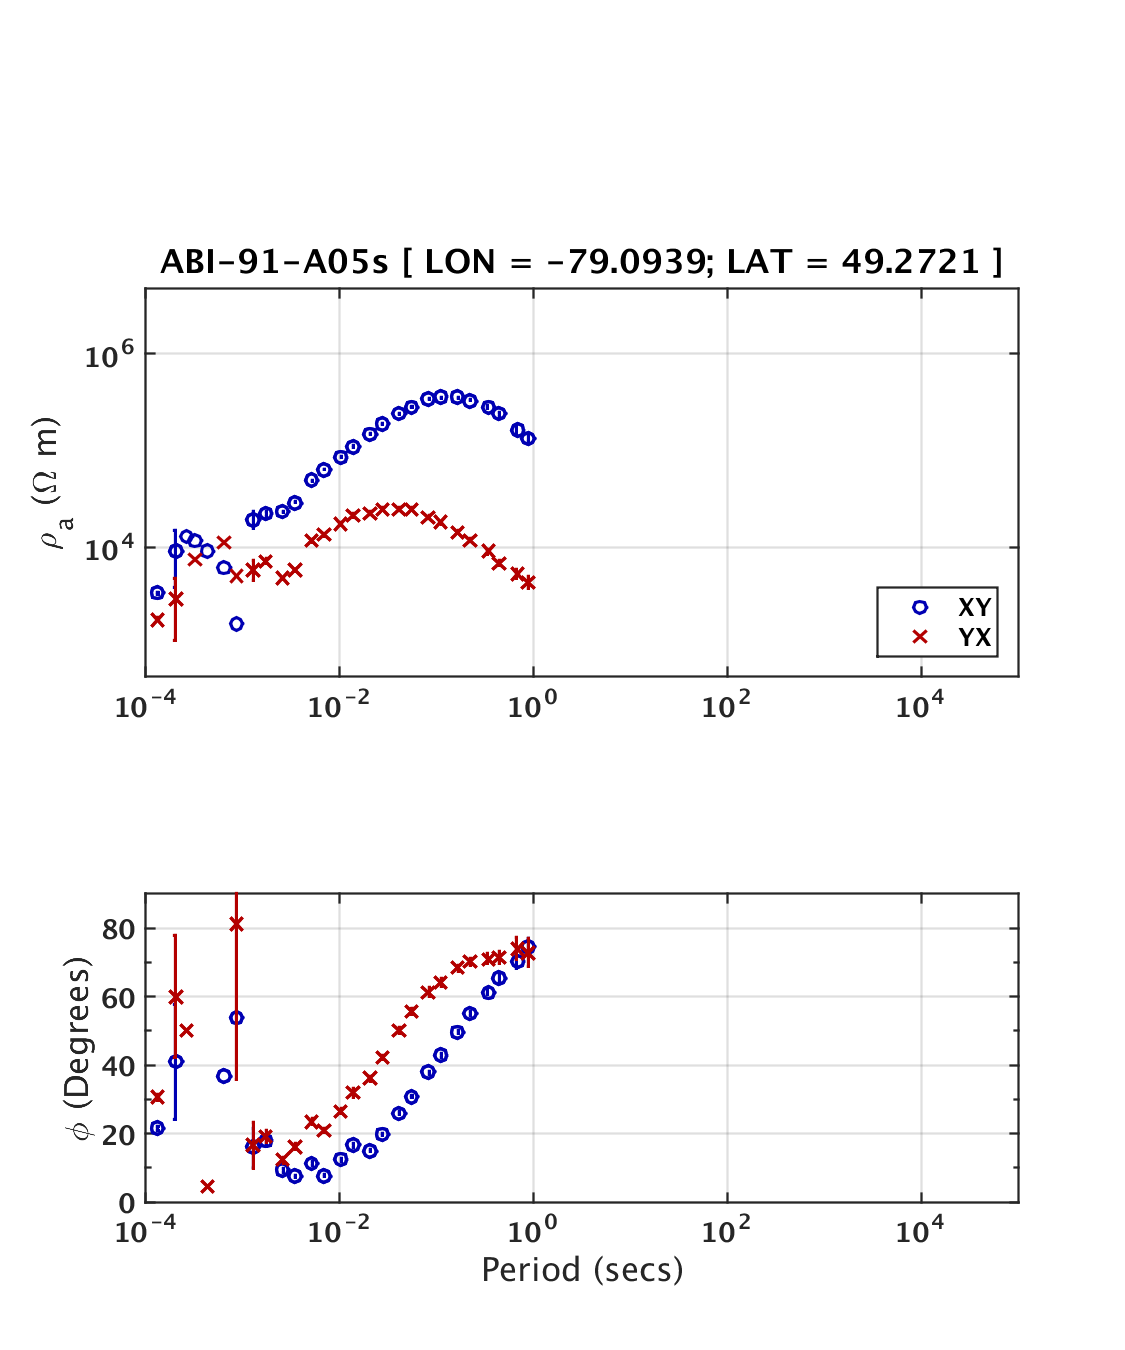 ABI-91-A05s [ LON = -79.0939; LAT = 49.2721 ]
10^6
10^4
ρ_a (Ω m)
XY
YX
10^-4 10^-2 10^0 10^2 10^4
80
60
40
20
0
ϕ (Degrees)
10^-4 10^-2 10^0 10^2 10^4
Period (secs)